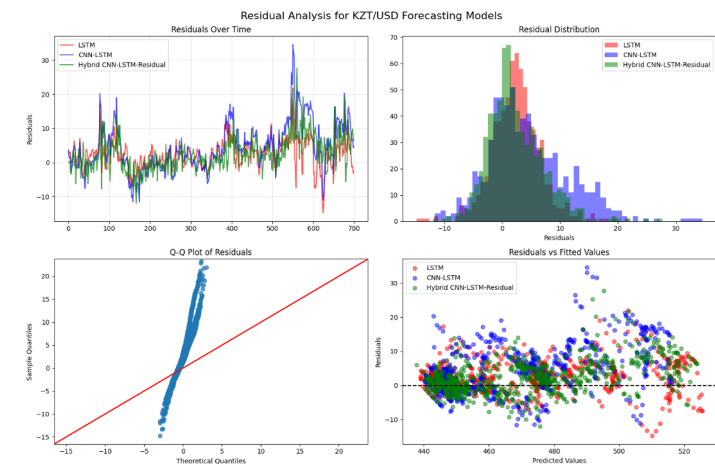 Residual Analysis for KZT/USD Forecasting Models
Residuals Over Time
LSTM
CNN-LSTM
Hybrid CNN-LSTM-Residual
Residuals
30
20
10
0
−10
0 100 200 300 400 500 600 700
Residual Distribution
LSTM
CNN-LSTM
Hybrid CNN-LSTM-Residual
70
60
50
40
30
20
10
0
−10 0 10 20 30
Residuals
Q-Q Plot of Residuals
Sample Quantiles
20
15
10
5
0
−5
−10
−15
−15 −10 −5 0 5 10 15 20
Theoretical Quantiles
Residuals vs Fitted Values
LSTM
CNN-LSTM
Hybrid CNN-LSTM-Residual
Residuals
30
20
10
0
−10
440 460 480 500 520
Predicted Values